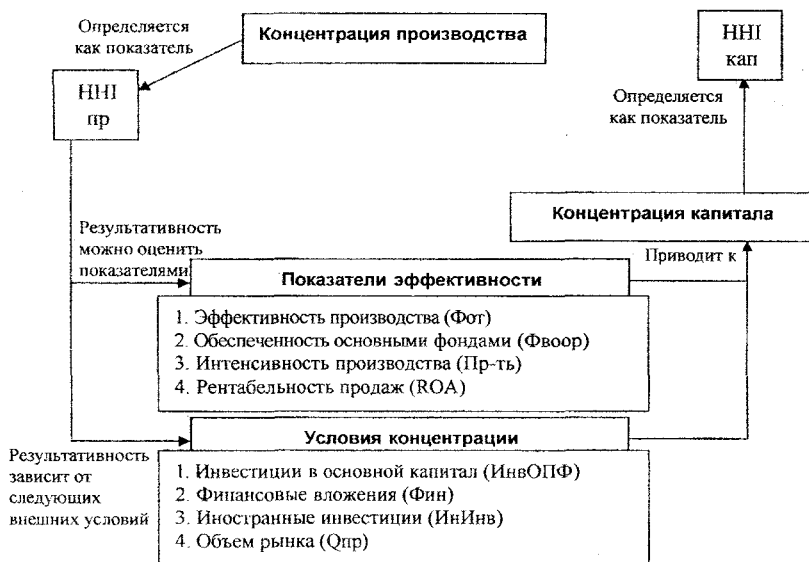 Определяется
как показатель
Концентрация производства
HHI
кап
HHI
пр
Определяется
как показатель
Концентрация капитала
Результативность
можно оценить
показателями
Приводит к
Показатели эффективности
1. Эффективность производства (Фот)
2. Обеспеченность основными фондами (Фвоор)
3. Интенсивность производства (Пр-ть)
4. Рентабельность продаж (ROA)
Условия концентрации
Результативность
зависит от
следующих
внешних условий
1. Инвестиции в основной капитал (ИнвОПФ)
2. Финансовые вложения (Фин)
3. Иностранные инвестиции (ИнИнв)
4. Объем рынка (Qпр)